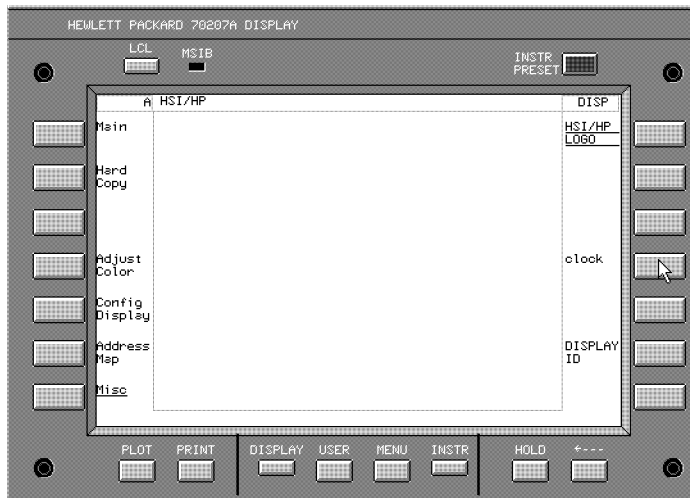 HEWLETT PACKARD 70207A DISPLAY
LCL
MSIB
INSTR
PRESET
A HSI/HP
DISP
Main
HSI/HP
LOGO
Hard
Copy
Adjust
Color
clock
Config
Display
Address
Map
DISPLAY
ID
Misc
PLOT PRINT DISPLAY USER MENU INSTR HOLD ←---